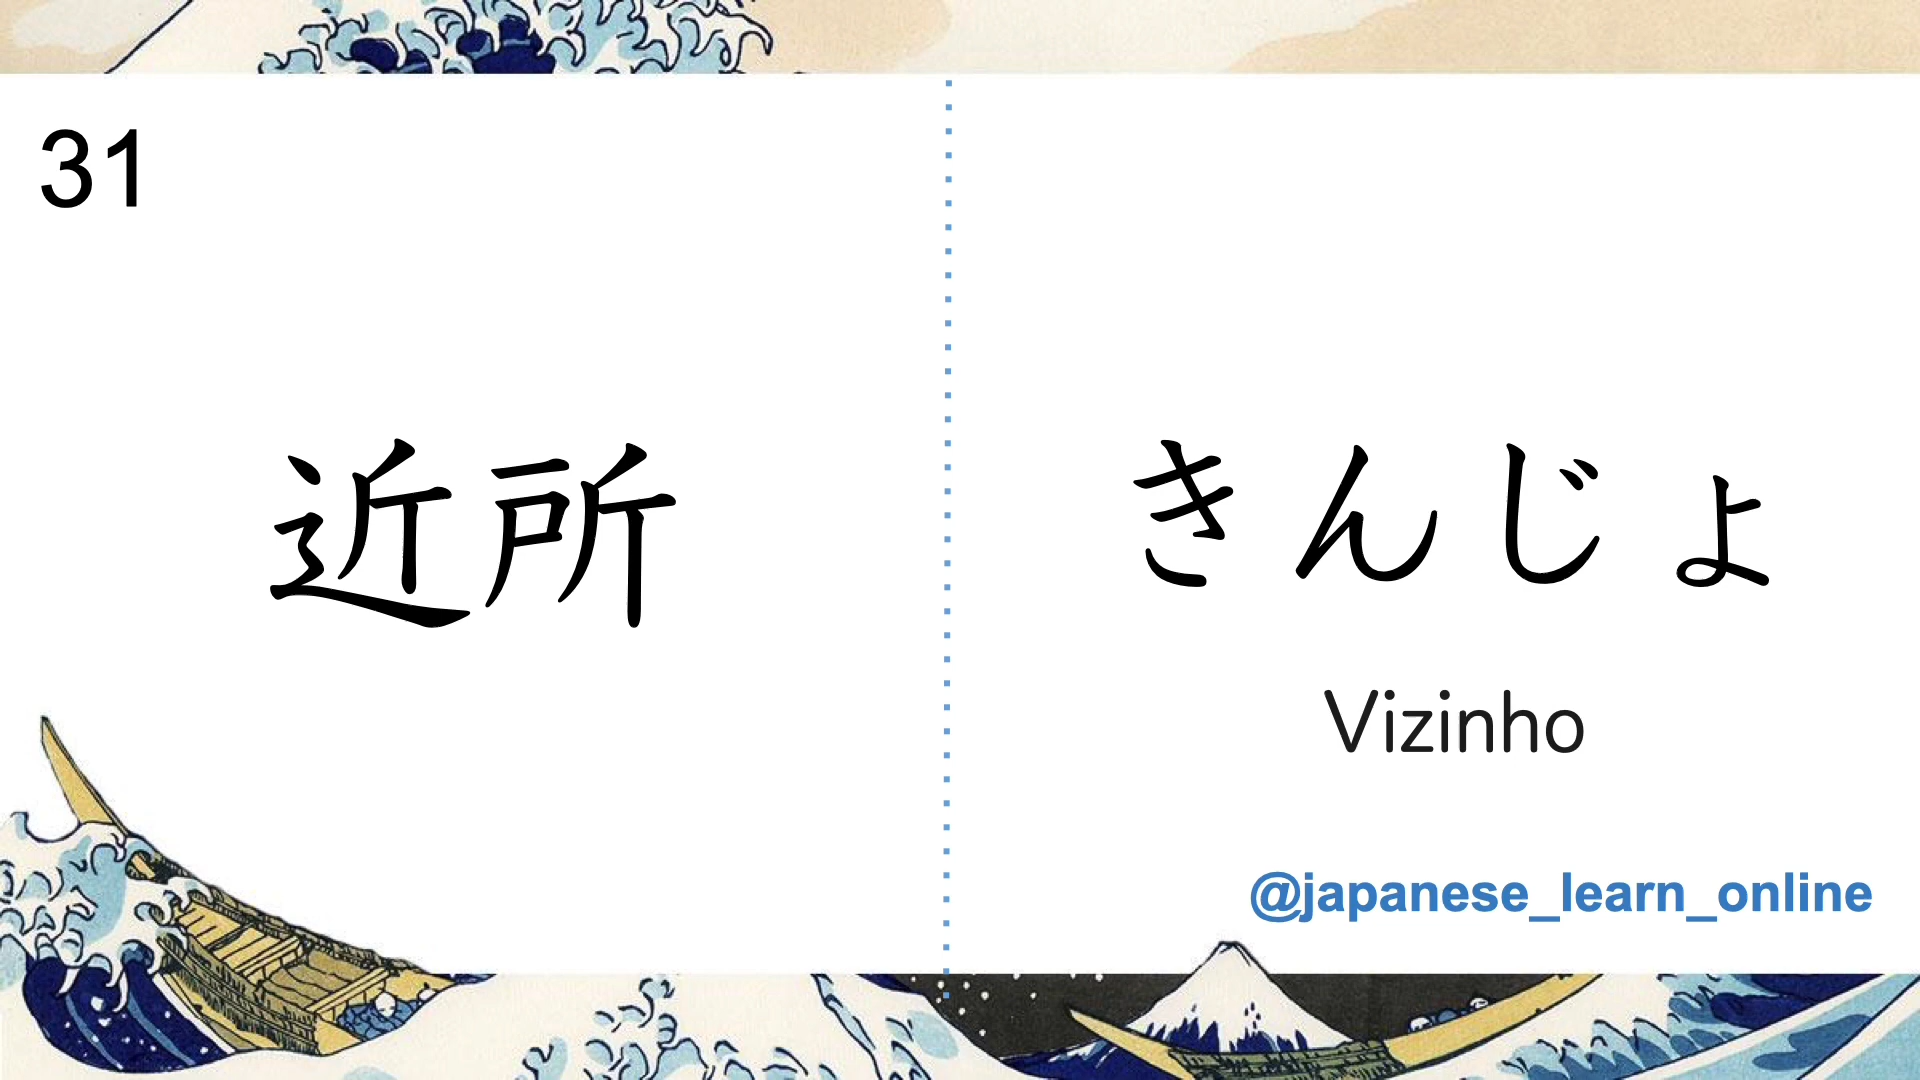 31
近所
きんじょ
Vizinho
@japanese_learn_online